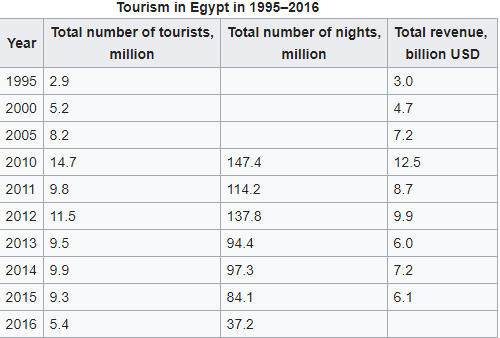 Tourism in Egypt in 1995–2016
Year Total number of tourists, million Total number of nights, million Total revenue, billion USD
1995 2.9 3.0
2000 5.2 4.7
2005 8.2 7.2
2010 14.7 147.4 12.5
2011 9.8 114.2 8.7
2012 11.5 137.8 9.9
2013 9.5 94.4 6.0
2014 9.9 97.3 7.2
2015 9.3 84.1 6.1
2016 5.4 37.2